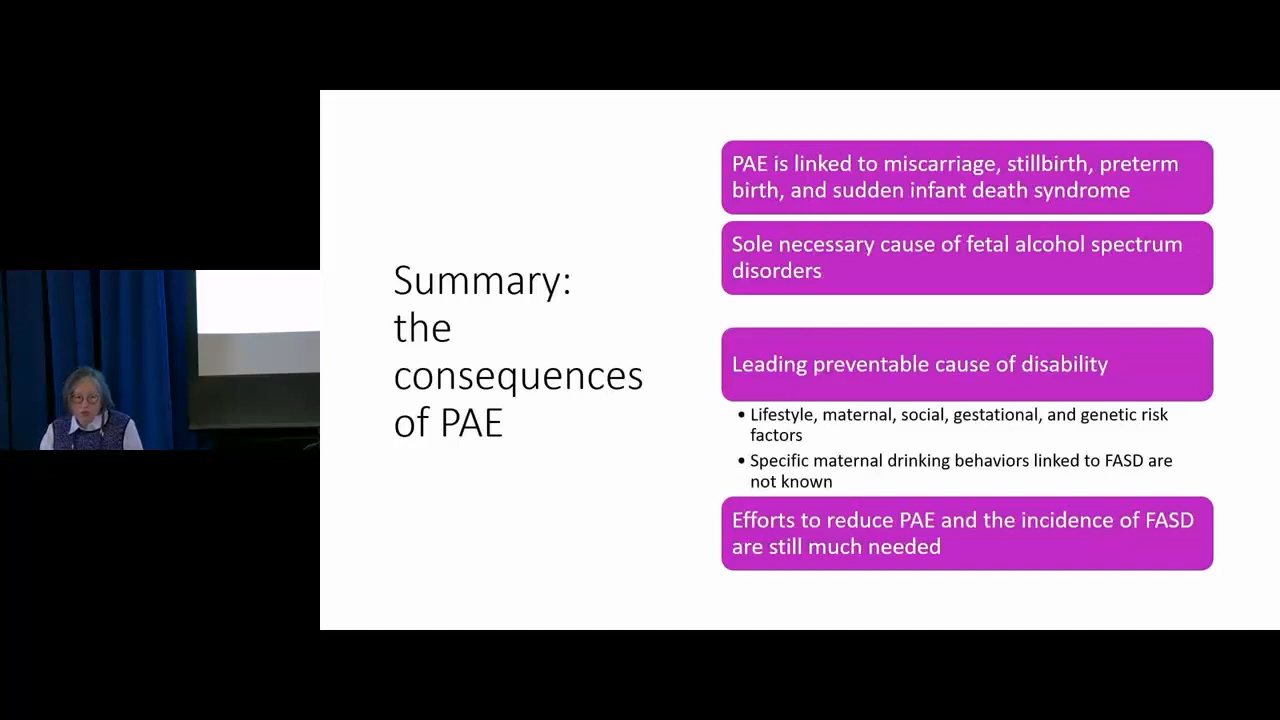 Summary:
the
consequences
of PAE
PAE is linked to miscarriage, stillbirth, preterm
birth, and sudden infant death syndrome
Sole necessary cause of fetal alcohol spectrum
disorders
Leading preventable cause of disability
• Lifestyle, maternal, social, gestational, and genetic risk
factors
• Specific maternal drinking behaviors linked to FASD are
not known
Efforts to reduce PAE and the incidence of FASD
are still much needed